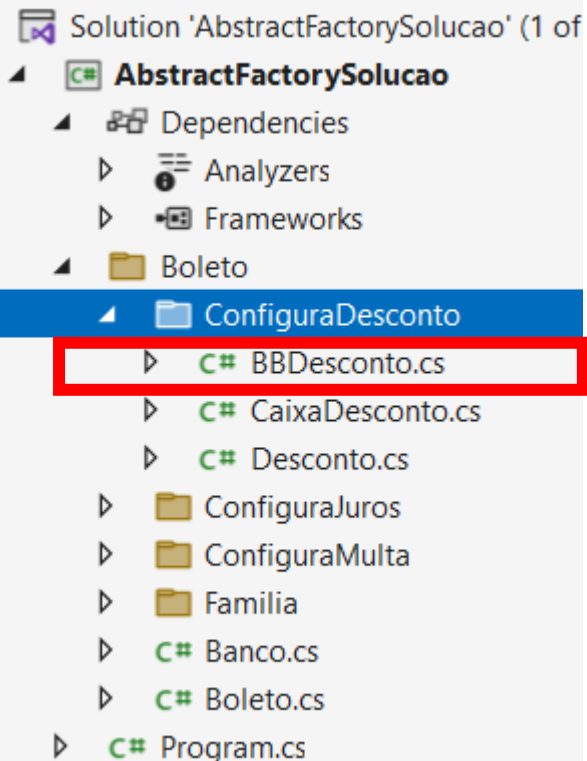 Solution 'AbstractFactorySolucao' (1 of
C# AbstractFactorySolucao
Dependencies
Analyzers
Frameworks
Boleto
ConfiguraDesconto
C# BBDesconto.cs
C# CaixaDesconto.cs
C# Desconto.cs
ConfiguraJuros
ConfiguraMulta
Familia
C# Banco.cs
C# Boleto.cs
C# Program.cs